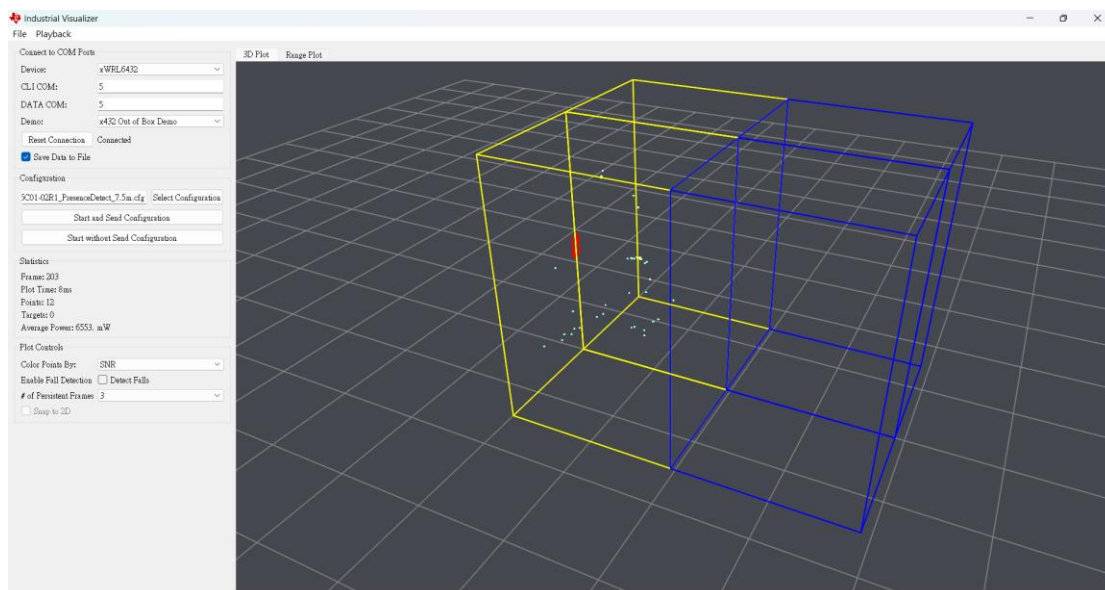 Industrial Visualizer
File Playback
Connect to COM Ports
Device: xWRL6432
CLI COM: 5
DATA COM: 5
Demo: x432 Out of Box Demo
Reset Connection Connected
Save Data to File
Configuration
C01-02R1_PresenceDetect_7.5m.cfg Select Configuration
Start and Send Configuration
Start without Send Configuration
Statistics
Frame: 203
Plot Time: 8ms
Points: 12
Targets: 0
Average Power: 6553. mW
Plot Controls
Color Points By: SNR
Enable Fall Detection Detect Falls
# of Persistent Frames 3
Snap to 2D
3D Plot Range Plot